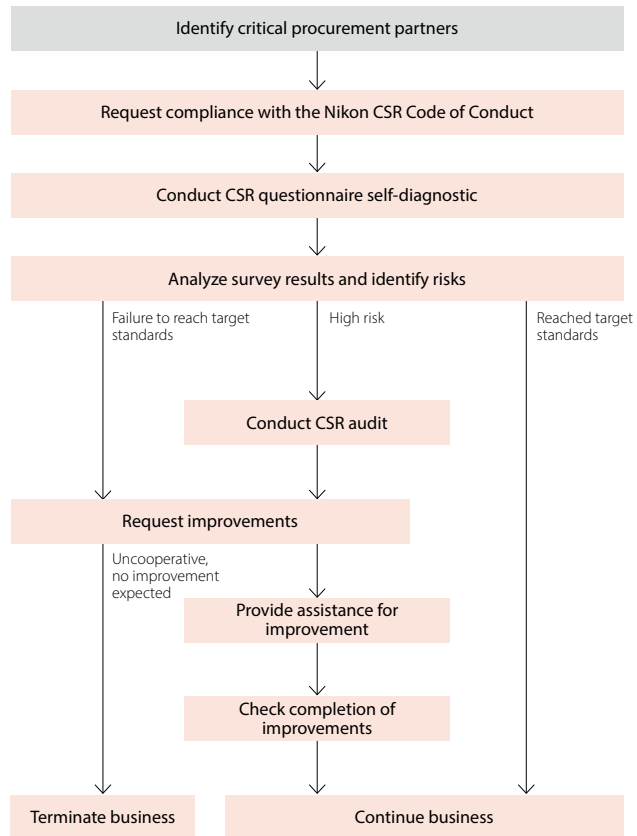 Identify critical procurement partners
Request compliance with the Nikon CSR Code of Conduct
Conduct CSR questionnaire self-diagnostic
Analyze survey results and identify risks
Failure to reach target
standards
High risk
Reached target
standards
Conduct CSR audit
Request improvements
Uncooperative,
no improvement
expected
Provide assistance for
improvement
Check completion of
improvements
Terminate business
Continue business